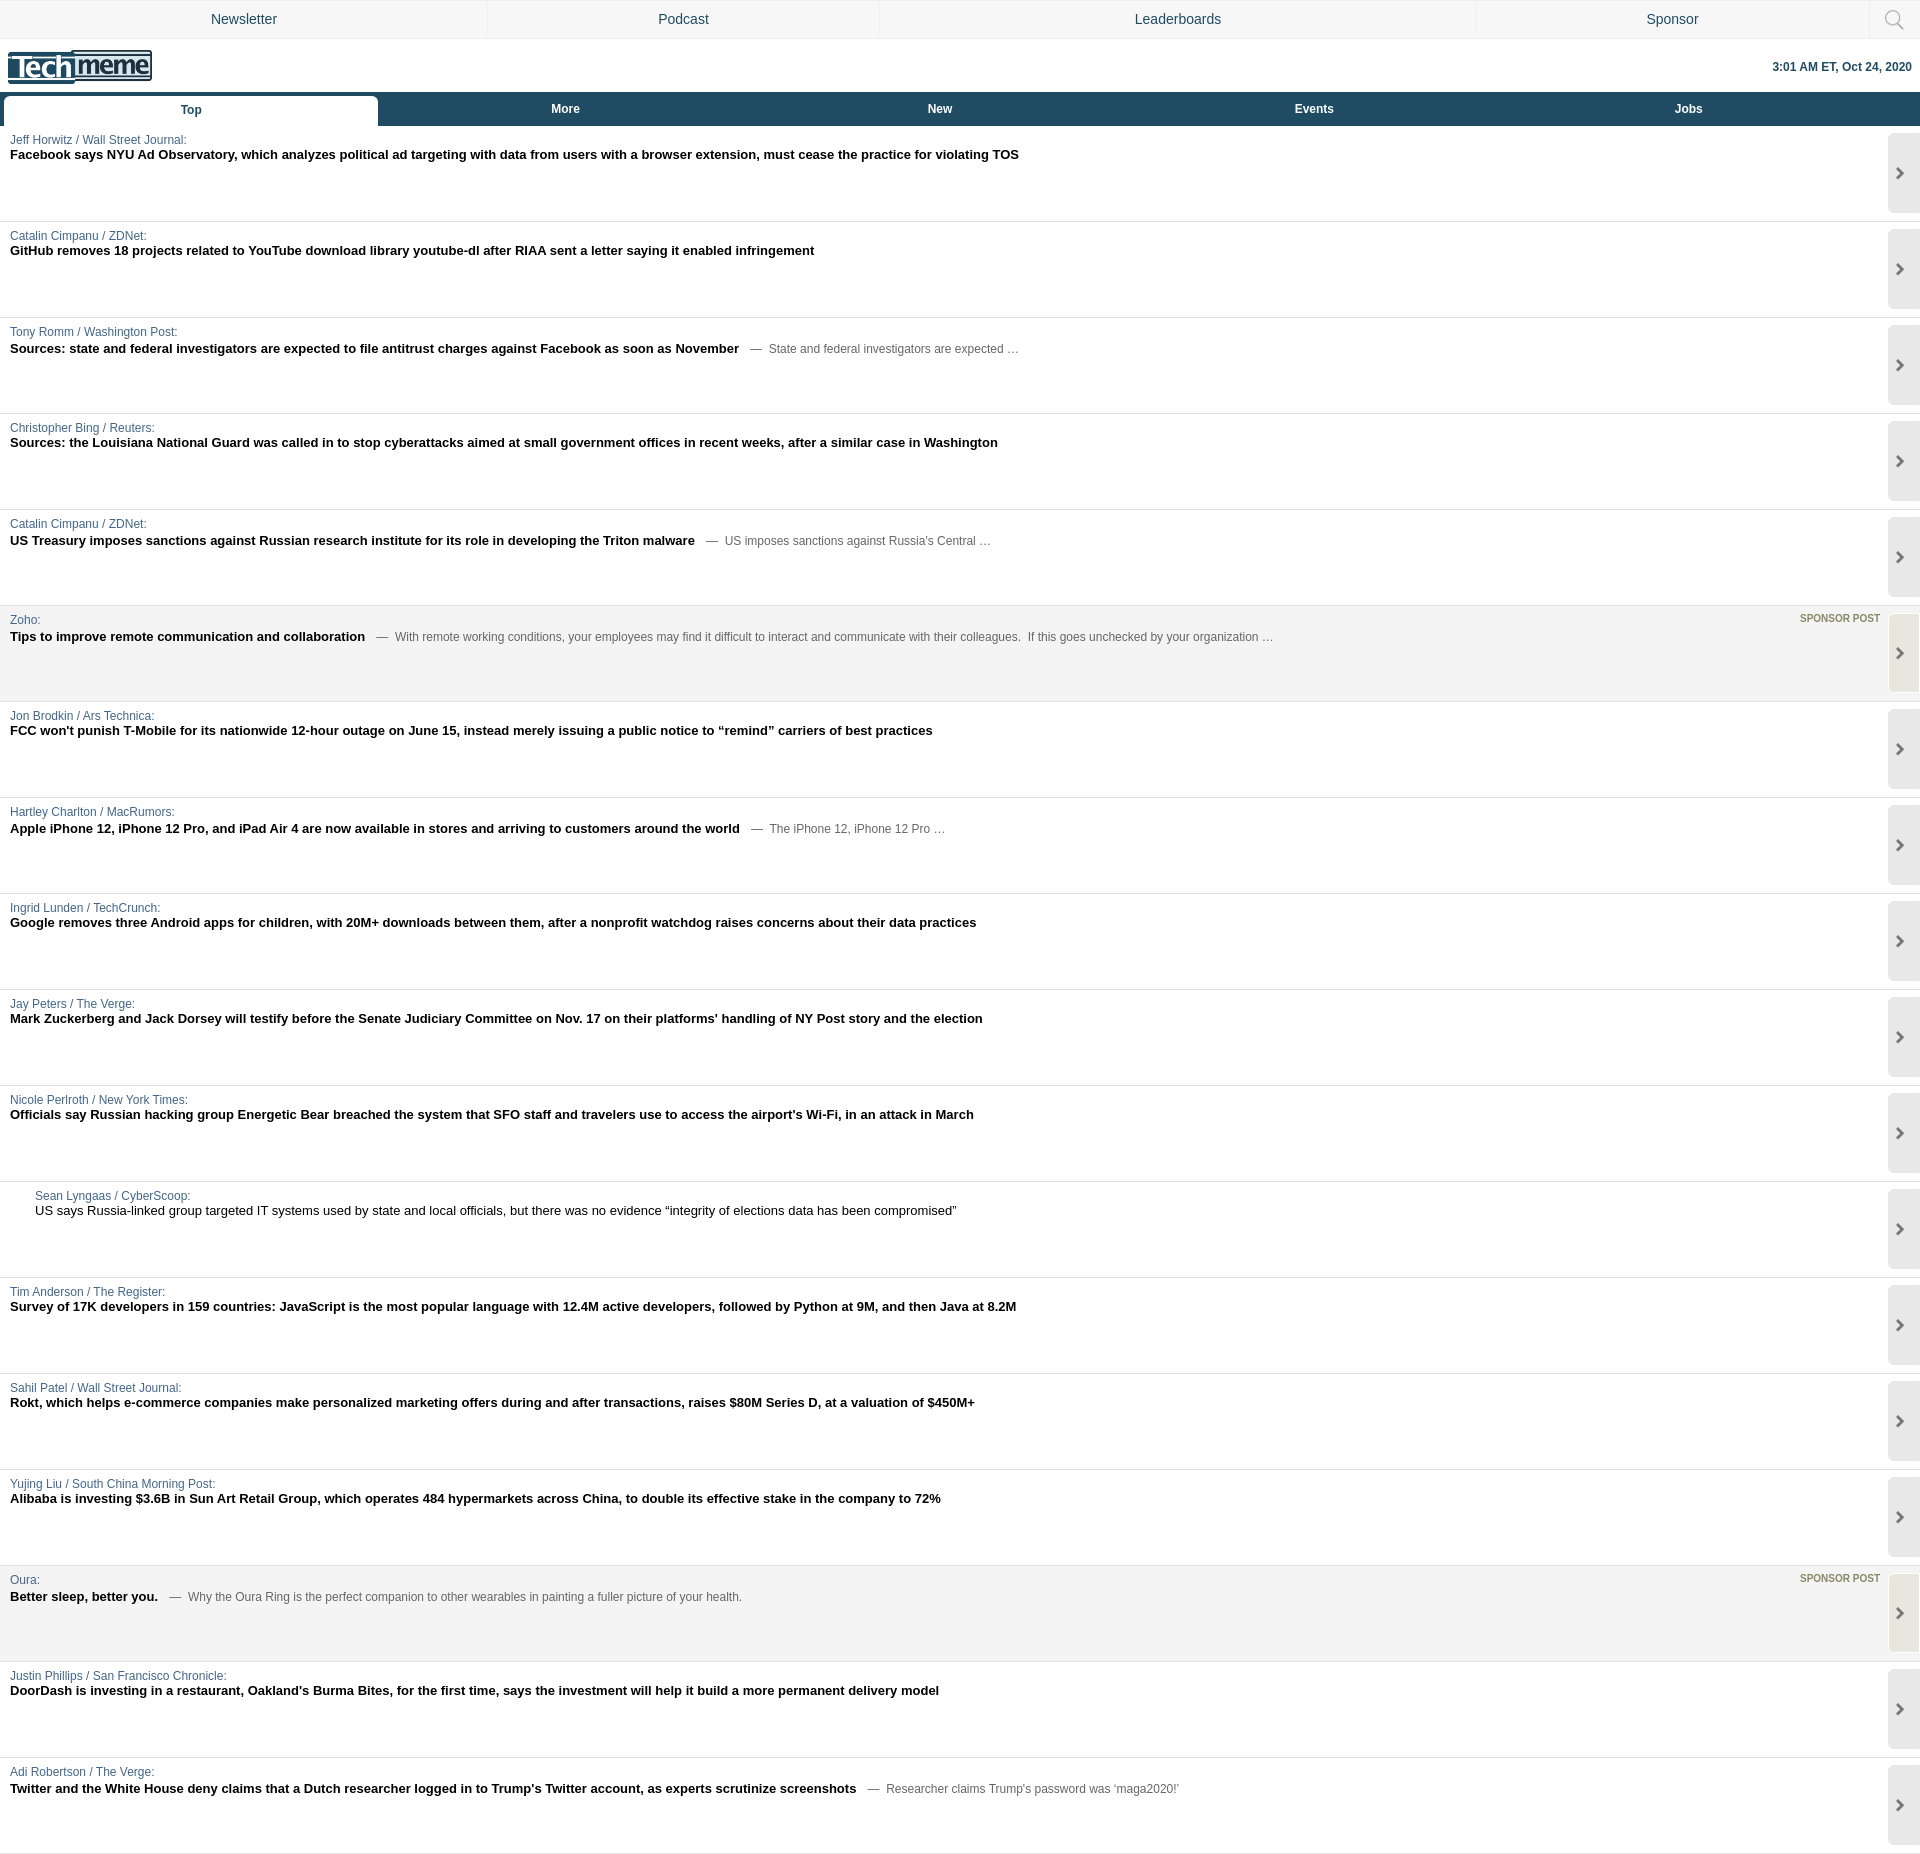 Newsletter Podcast Leaderboards Sponsor
Techmeme
3:01 AM ET, Oct 24, 2020
Top More New Events Jobs
Jeff Horwitz / Wall Street Journal:
Facebook says NYU Ad Observatory, which analyzes political ad targeting with data from users with a browser extension, must cease the practice for violating TOS
Catalin Cimpanu / ZDNet:
GitHub removes 18 projects related to YouTube download library youtube-dl after RIAA sent a letter saying it enabled infringement
Tony Romm / Washington Post:
Sources: state and federal investigators are expected to file antitrust charges against Facebook as soon as November — State and federal investigators are expected …
Christopher Bing / Reuters:
Sources: the Louisiana National Guard was called in to stop cyberattacks aimed at small government offices in recent weeks, after a similar case in Washington
Catalin Cimpanu / ZDNet:
US Treasury imposes sanctions against Russian research institute for its role in developing the Triton malware — US imposes sanctions against Russia's Central …
Zoho:
SPONSOR POST
Tips to improve remote communication and collaboration — With remote working conditions, your employees may find it difficult to interact and communicate with their colleagues. If this goes unchecked by your organization …
Jon Brodkin / Ars Technica:
FCC won't punish T-Mobile for its nationwide 12-hour outage on June 15, instead merely issuing a public notice to “remind” carriers of best practices
Hartley Charlton / MacRumors:
Apple iPhone 12, iPhone 12 Pro, and iPad Air 4 are now available in stores and arriving to customers around the world — The iPhone 12, iPhone 12 Pro …
Ingrid Lunden / TechCrunch:
Google removes three Android apps for children, with 20M+ downloads between them, after a nonprofit watchdog raises concerns about their data practices
Jay Peters / The Verge:
Mark Zuckerberg and Jack Dorsey will testify before the Senate Judiciary Committee on Nov. 17 on their platforms' handling of NY Post story and the election
Nicole Perlroth / New York Times:
Officials say Russian hacking group Energetic Bear breached the system that SFO staff and travelers use to access the airport's Wi-Fi, in an attack in March
Sean Lyngaas / CyberScoop:
US says Russia-linked group targeted IT systems used by state and local officials, but there was no evidence “integrity of elections data has been compromised”
Tim Anderson / The Register:
Survey of 17K developers in 159 countries: JavaScript is the most popular language with 12.4M active developers, followed by Python at 9M, and then Java at 8.2M
Sahil Patel / Wall Street Journal:
Rokt, which helps e-commerce companies make personalized marketing offers during and after transactions, raises $80M Series D, at a valuation of $450M+
Yujing Liu / South China Morning Post:
Alibaba is investing $3.6B in Sun Art Retail Group, which operates 484 hypermarkets across China, to double its effective stake in the company to 72%
Oura:
SPONSOR POST
Better sleep, better you. — Why the Oura Ring is the perfect companion to other wearables in painting a fuller picture of your health.
Justin Phillips / San Francisco Chronicle:
DoorDash is investing in a restaurant, Oakland's Burma Bites, for the first time, says the investment will help it build a more permanent delivery model
Adi Robertson / The Verge:
Twitter and the White House deny claims that a Dutch researcher logged in to Trump's Twitter account, as experts scrutinize screenshots — Researcher claims Trump's password was ‘maga2020!’